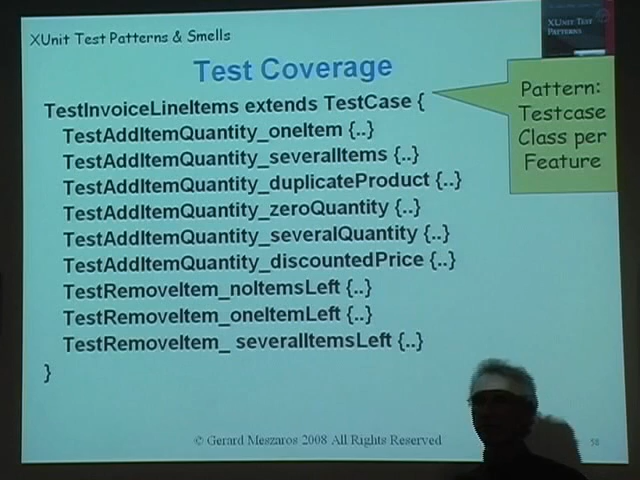 XUnit Test Patterns & Smells
XUNIT TEST
PATTERNS
Test Coverage
Pattern:
Testcase
Class per
Feature
TestInvoiceLineItems extends TestCase {
TestAddItemQuantity_oneItem {..}
TestAddItemQuantity_severalItems {..}
TestAddItemQuantity_duplicateProduct {..}
TestAddItemQuantity_zeroQuantity {..}
TestAddItemQuantity_severalQuantity {..}
TestAddItemQuantity_discountedPrice {..}
TestRemoveItem_noItemsLeft {..}
TestRemoveItem_oneItemLeft {..}
TestRemoveItem_ severalItemsLeft {..}
}
© Gerard Meszaros 2008 All Rights Reserved